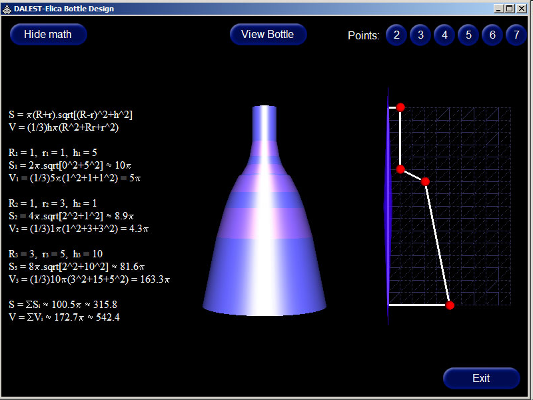 DALEST-Elica Bottle Design
Hide math
View Bottle
Points: 2 3 4 5 6 7
S = π(R+r).sqrt[(R-r)^2+h^2]
V = (1/3)hπ(R^2+Rr+r^2)
R₁ = 1, r₁ = 1, h₁ = 5
S₁ = 2π.sqrt[0^2+5^2] ~ 10π
V₁ = (1/3)5π(1^2+1+1^2) = 5π
R₂ = 1, r₂ = 3, h₂ = 1
S₂ = 4π.sqrt[2^2+1^2] ~ 8.9π
V₂ = (1/3)1π(1^2+3+3^2) = 4.3π
R₃ = 3, r₃ = 5, h₃ = 10
S₃ = 8π.sqrt[2^2+10^2] ~ 81.6π
V₃ = (1/3)10π(3^2+15+5^2) = 163.3π
S = ΣSᵢ ~ 100.5π ~ 315.8
V = ΣVᵢ ~ 172.7π ~ 542.4
Exit